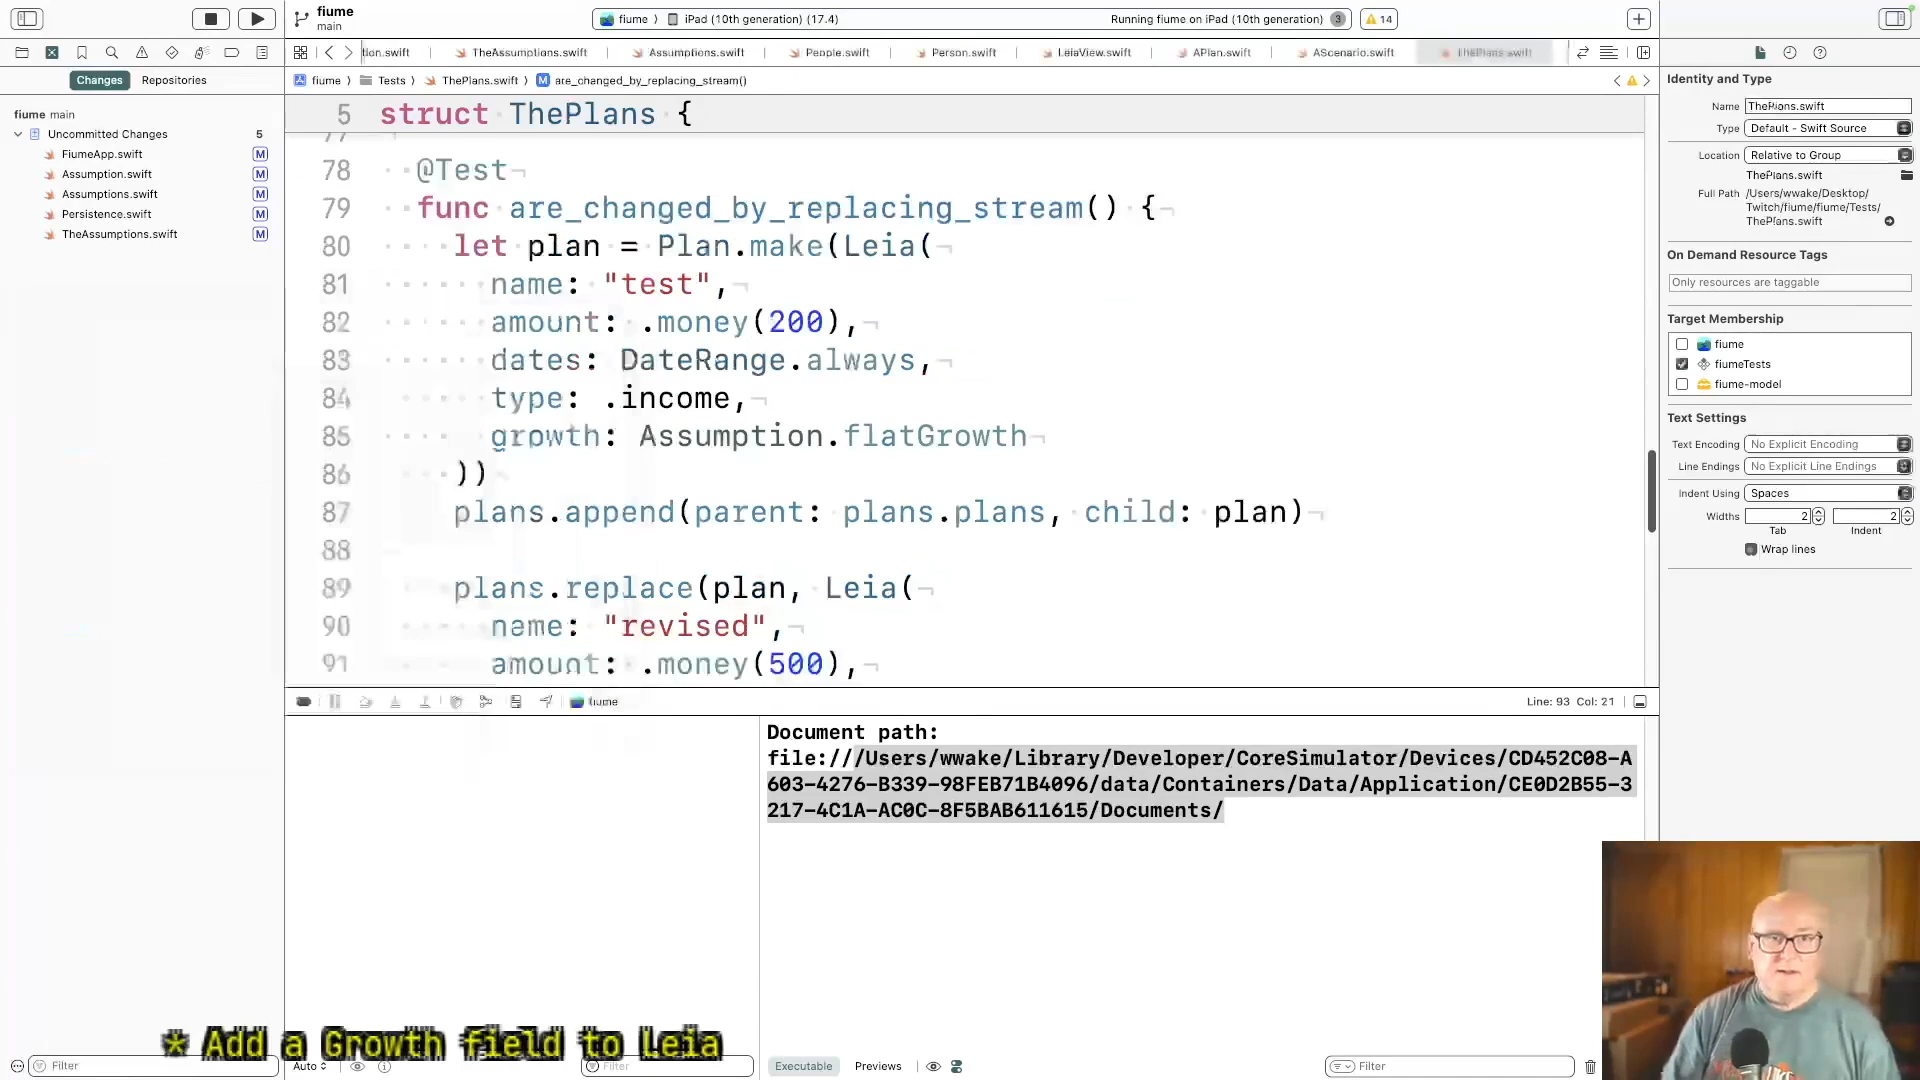 fiume
main
fiume
iPad (10th generation) (17.4)
Running fiume on iPad (10th generation)
3
14
tion.swift
TheAssumptions.swift
Assumptions.swift
People.swift
Person.swift
LeiaView.swift
APlan.swift
AScenario.swift
ThePlans.swift
Changes
Repositories
fiume
Tests
ThePlans.swift
M
are_changed_by_replacing_stream()
fiume main
Uncommitted Changes
5
FiumeApp.swift
M
Assumption.swift
M
Assumptions.swift
M
Persistence.swift
M
TheAssumptions.swift
M
5 struct ThePlans {
77
78 @Test
79 func are_changed_by_replacing_stream() {
80 let plan = Plan.make(Leia(
81 name: "test",
82 amount: .money(200),
83 dates: DateRange.always,
84 type: .income,
85 growth: Assumption.flatGrowth
86 ))
87 plans.append(parent: plans.plans, child: plan)
88
89 plans.replace(plan, Leia(
90 name: "revised",
91 amount: .money(500),
fiume
Line: 93 Col: 21
Document path:
file:///Users/wwake/Library/Developer/CoreSimulator/Devices/CD452C08-A
603-4276-B339-98FEB71B4096/data/Containers/Data/Application/CE0D2B55-3
217-4C1A-AC0C-8F5BAB611615/Documents/
Identity and Type
Name
ThePlans.swift
Type
Default - Swift Source
Location
Relative to Group
ThePlans.swift
Full Path
/Users/wwake/Desktop/
Twitch/fiume/fiume/Tests/
ThePlans.swift
On Demand Resource Tags
Only resources are taggable
Target Membership
fiume
fiumeTests
fiume-model
Text Settings
Text Encoding
No Explicit Encoding
Line Endings
No Explicit Line Endings
Indent Using
Spaces
Widths
2
2
Tab
Indent
Wrap lines
* Add a Growth field to Leia
Filter
Auto
Filter
Executable
Previews
Filter